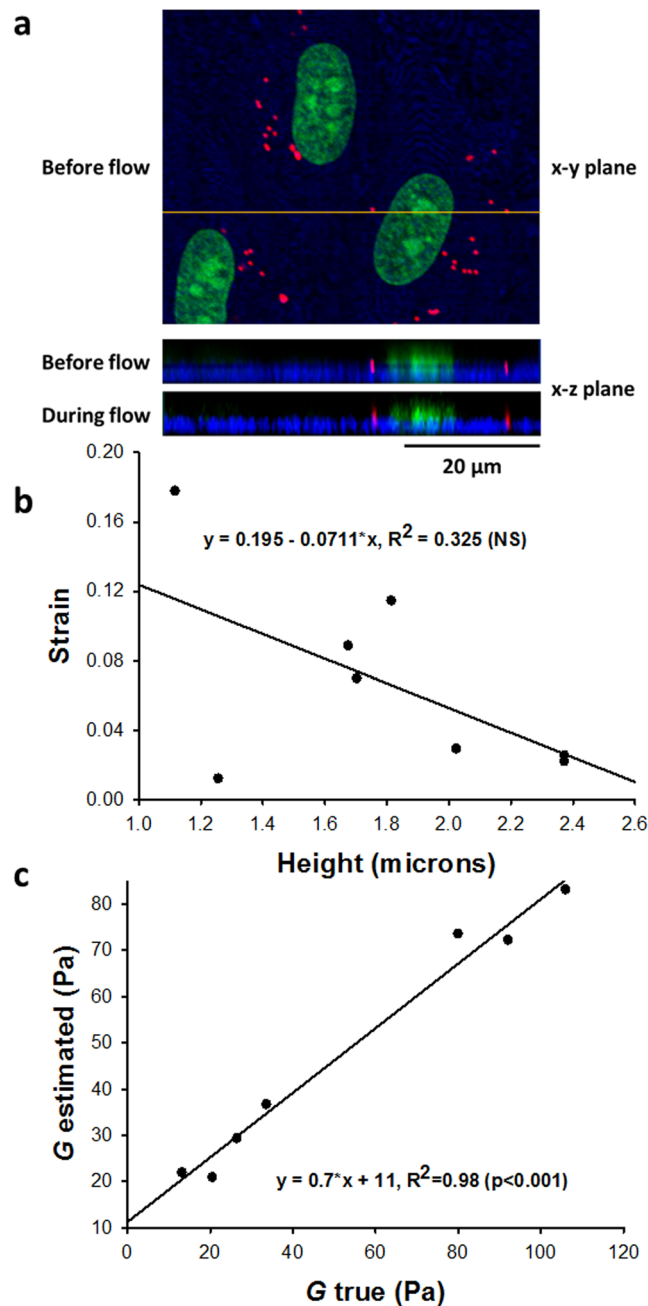 a
Before flow
x-y plane
Before flow
x-z plane
During flow
20 µm
b
0.20
0.16
0.12
0.08
0.04
0.00
Strain
y = 0.195 - 0.0711*x, R2 = 0.325 (NS)
1.0 1.2 1.4 1.6 1.8 2.0 2.2 2.4 2.6
Height (microns)
c
80
70
60
50
40
30
20
10
G estimated (Pa)
y = 0.7*x + 11, R2=0.98 (p<0.001)
0 20 40 60 80 100 120
G true (Pa)